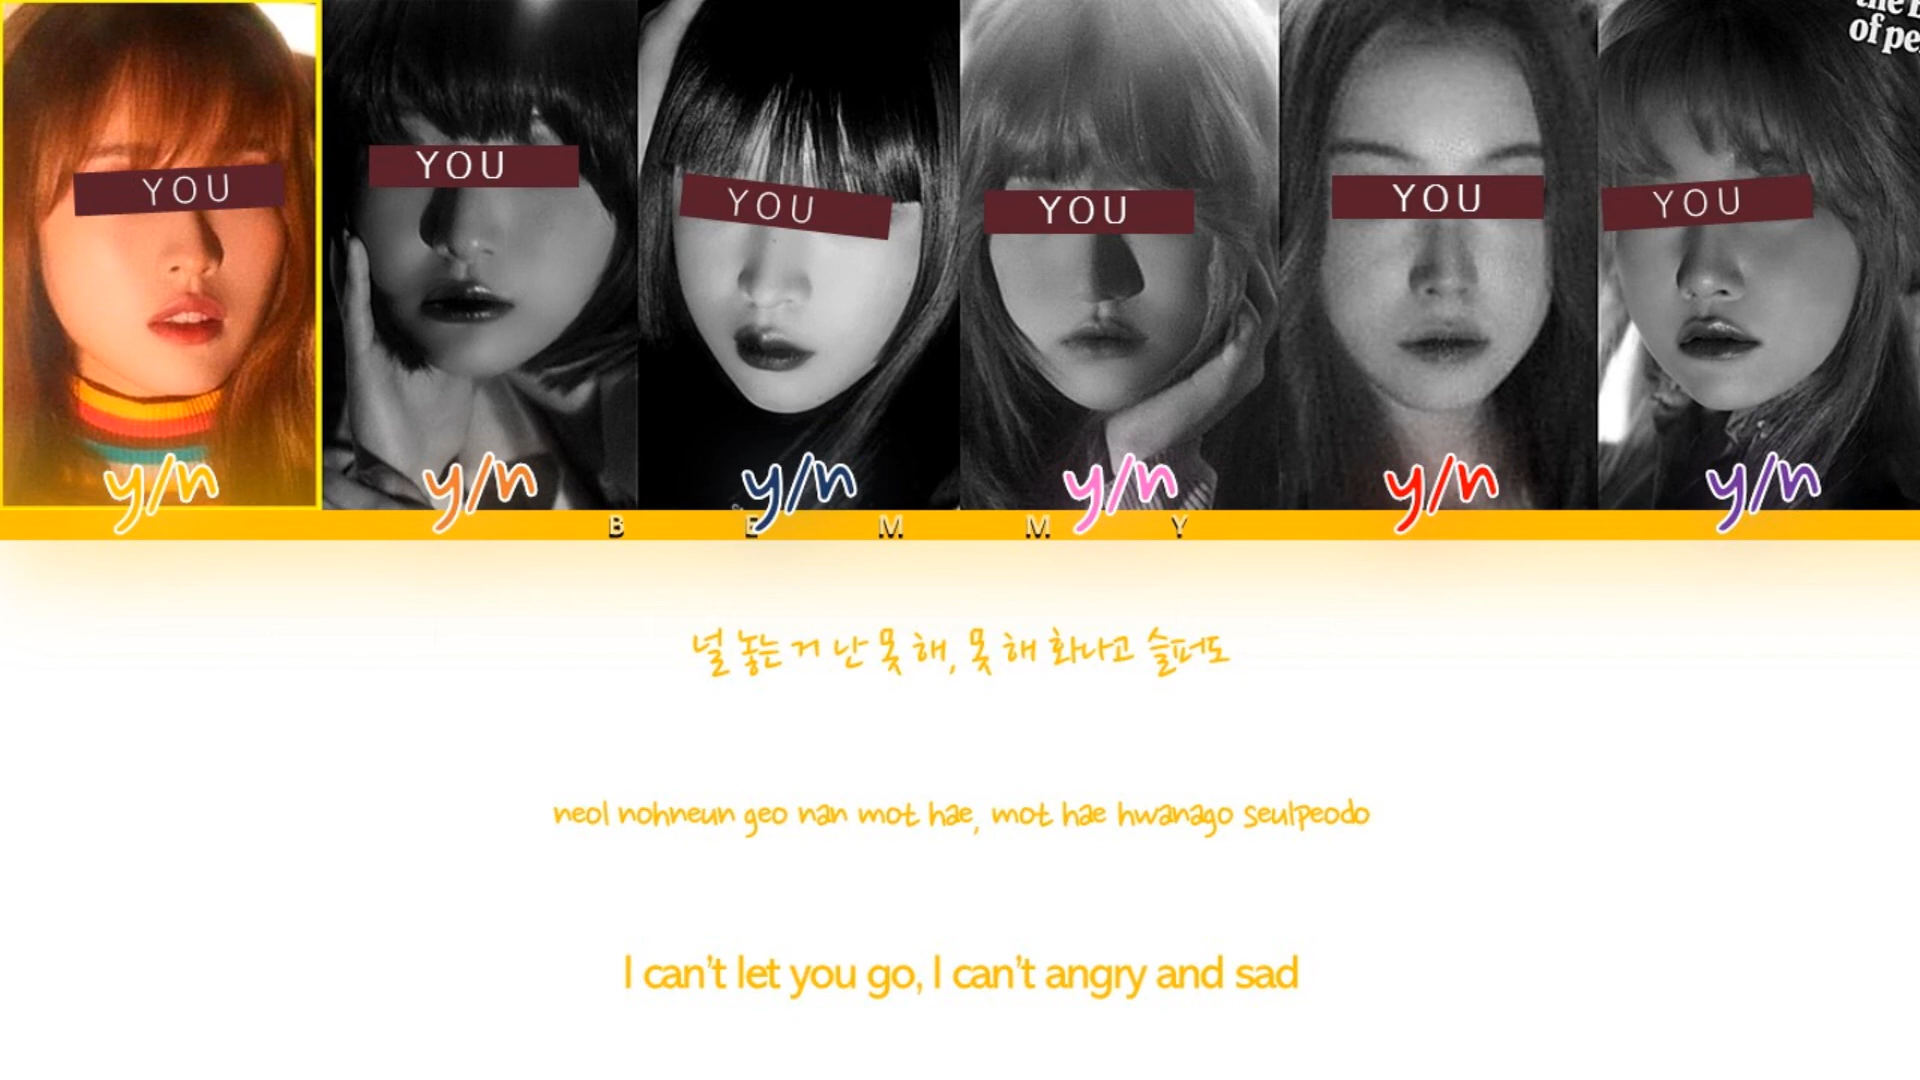 of pe
YOU YOU YOU YOU YOU YOU
y/n y/n y/n y/n y/n y/n
B E M M Y
널 놓는 거 난 못 해, 못 해 화나고 슬퍼도
neol nohneun geo nan mot hae, mot hae hwanago seulpeodo
I can't let you go, I can't angry and sad